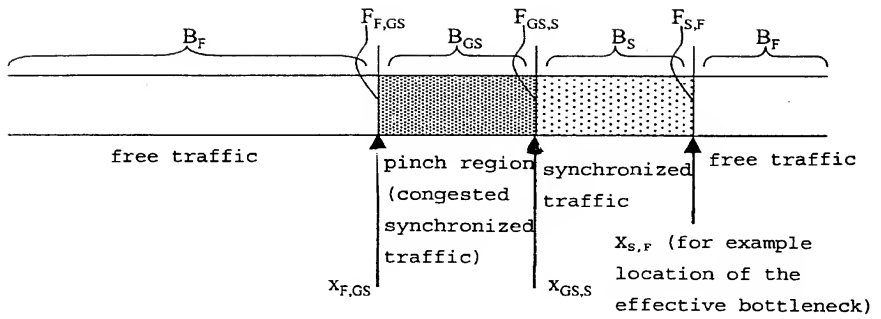 F_F,GS F_GS,S F_S,F
B_F B_GS B_S B_F
free traffic
pinch region
(congested
synchronized
traffic)
synchronized
traffic
free traffic
x_F,GS
x_GS,S
X_S,F (for example
location of the
effective bottleneck)